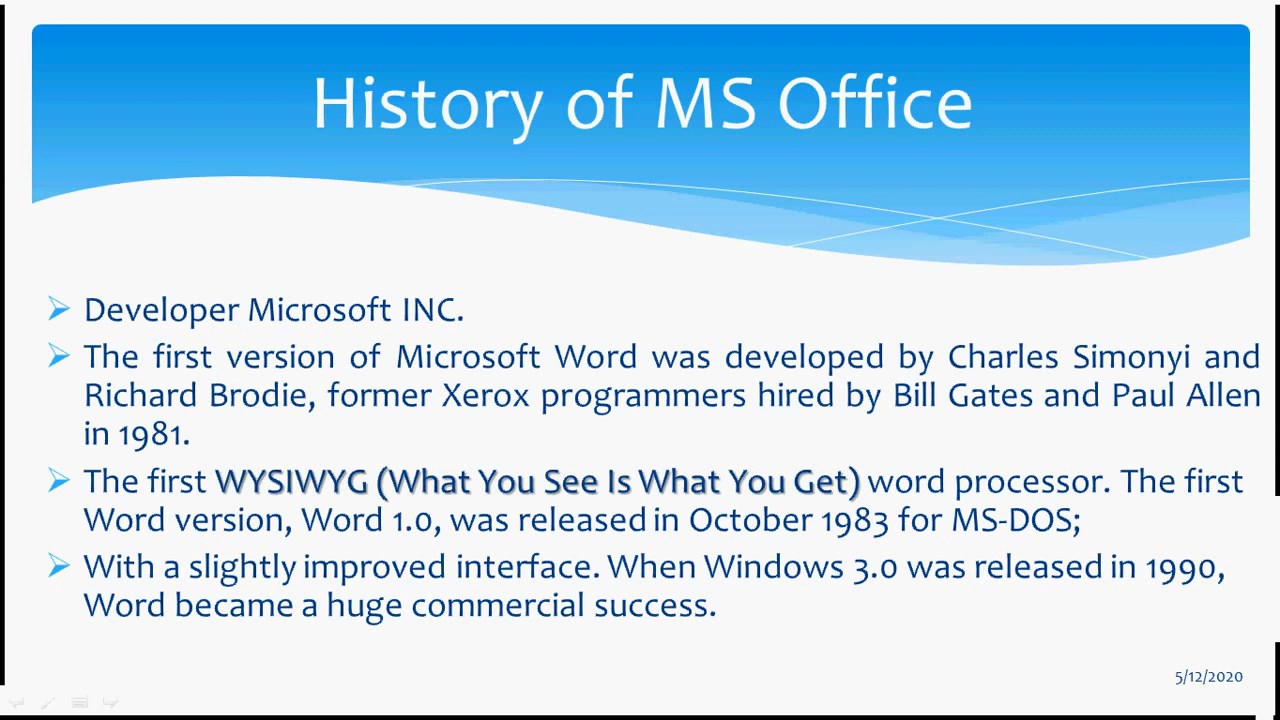 History of MS Office
Developer Microsoft INC.
The first version of Microsoft Word was developed by Charles Simonyi and
Richard Brodie, former Xerox programmers hired by Bill Gates and Paul Allen
in 1981.
The first WYSIWYG (What You See Is What You Get) word processor. The first
Word version, Word 1.0, was released in October 1983 for MS-DOS;
With a slightly improved interface. When Windows 3.0 was released in 1990,
Word became a huge commercial success.
5/12/2020